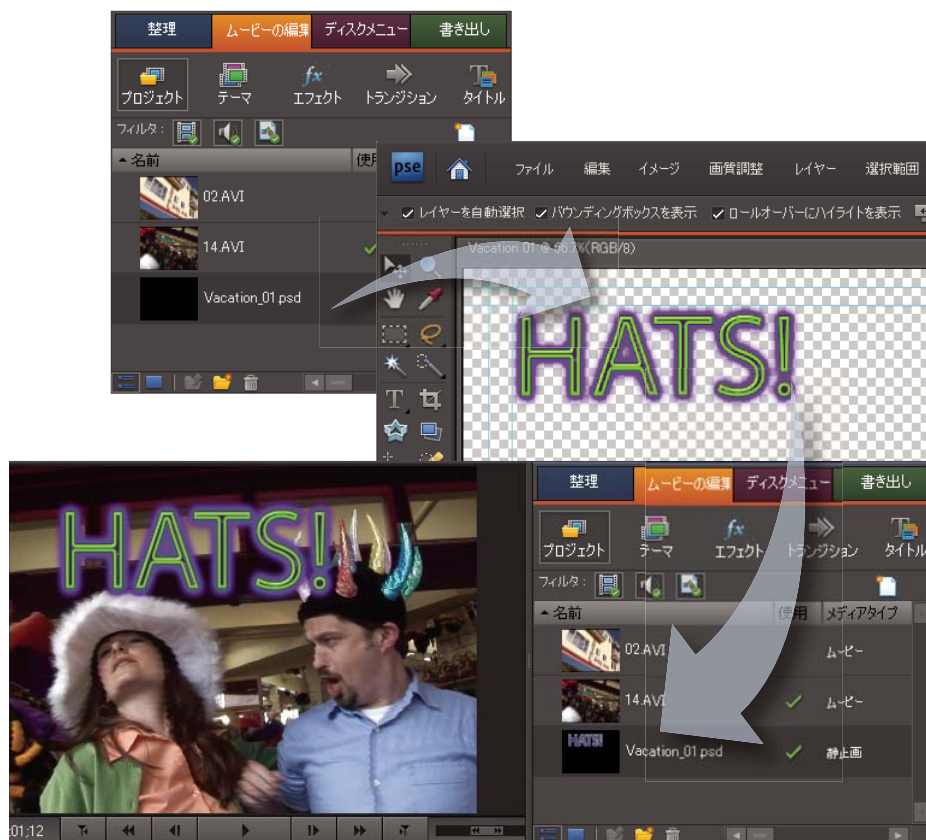 整理 ムービーの編集 ディスクメニュー 書き出し
プロジェクト テーマ fx エフェクト トランジション T タイトル
フィルタ：
名前
02.AVI
14.AVI
Vacation_01.psd
pse ファイル 編集 イメージ 画質調整 レイヤー 選択範囲
レイヤーを自動選択 バウンディングボックスを表示 ロールオーバーにハイライトを表示
Vacation 01 @ 66.7%(RGB/8)
HATS!
T
HATS!
01;12
整理 ムービーの編集 ディスクメニュー 書き出し
プロジェクト テーマ fx エフェクト トランジション T タイトル
フィルタ：
名前 使用 メディアタイプ
02.AVI ムービー
14.AVI ムービー
HATS! Vacation_01.psd 静止画